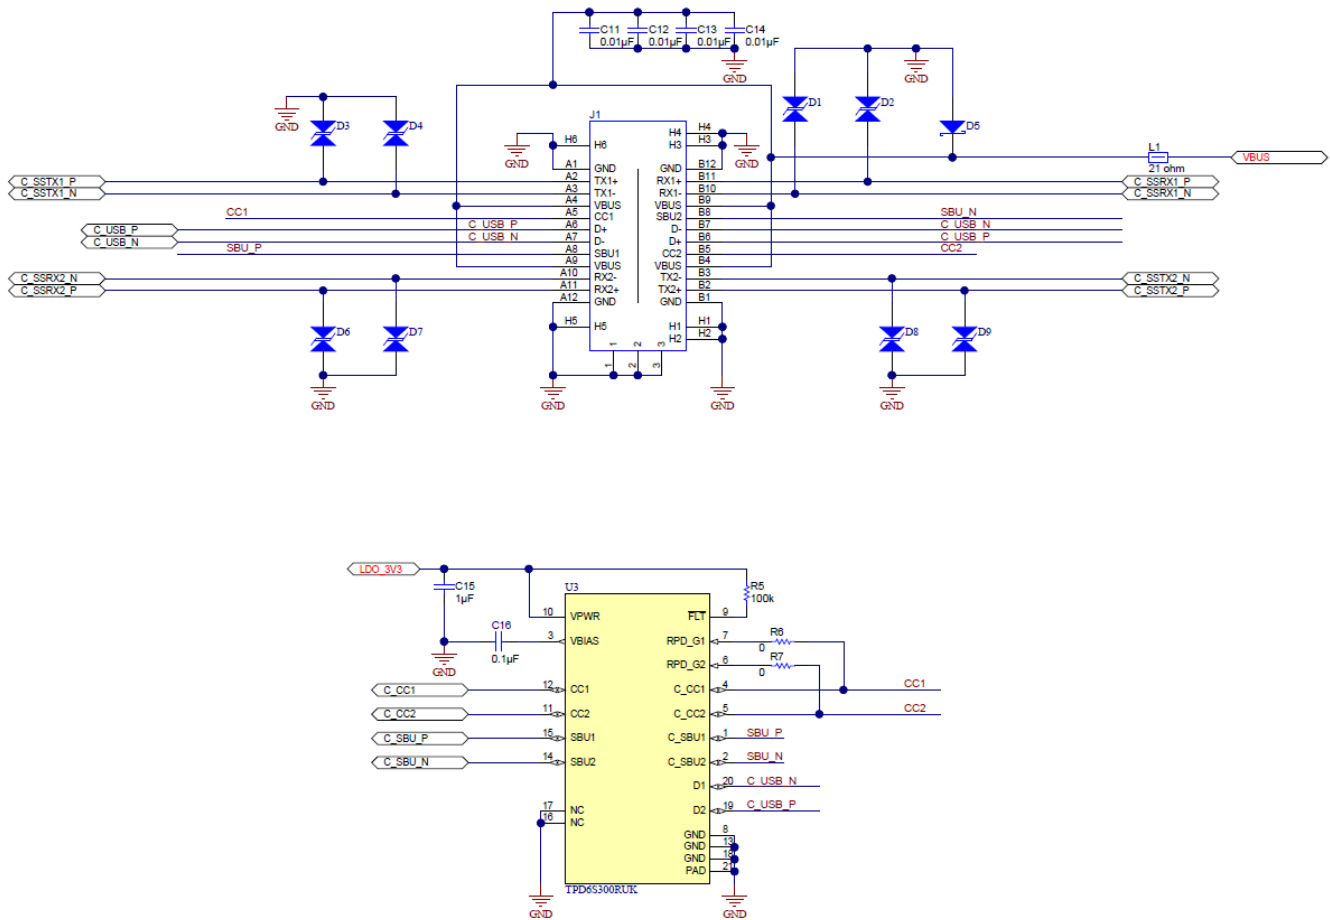 C11 C12 C13 C14
0.01µF 0.01µF 0.01µF 0.01µF
GND
GND
D1 D2 D5
GND
D3 D4
J1
GND
H6 H6
H4 H4
H3 H3
GND
L1
21 ohm
VBUS
A1 GND
GND B12
C_SSTX1_P
A2 TX1+
RX1+ B11
C_SSRX1_P
C_SSTX1_N
A3 TX1-
RX1- B10
C_SSRX1_N
A4 VBUS
VBUS B9
CC1
A5 CC1
SBU2 B8
SBU_N
C_USB_P
C_USB_P
A6 D+
D- B7
C_USB_N
C_USB_N
C_USB_N
A7 D-
D+ B6
C_USB_P
SBU_P
A8 SBU1
CC2 B5
CC2
A9 VBUS
VBUS B4
C_SSRX2_N
A10 RX2-
TX2- B3
C_SSTX2_N
C_SSRX2_P
A11 RX2+
TX2+ B2
C_SSTX2_P
A12 GND
GND B1
H5 H5
H1 H1
H2 H2
D6 D7
D8 D9
1 2 3
1 2 3
GND
GND
GND
GND
LDO_3V3
C15
1µF
C16
0.1µF
GND
U3
R5
100k
10 VPWR
FLT 9
3 VBIAS
RPD_G1 7
R6
0
RPD_G2 6
R7
0
C_CC1
12 CC1
C_CC1 4
CC1
C_CC2
11 CC2
C_CC2 5
CC2
C_SBU_P
15 SBU1
C_SBU1 1
SBU_P
C_SBU_N
14 SBU2
C_SBU2 2
SBU_N
D1 20
C_USB_N
D2 19
C_USB_P
17 NC
16 NC
GND 8
GND 13
GND 18
PAD 21
TPD6S300RUK
GND
GND